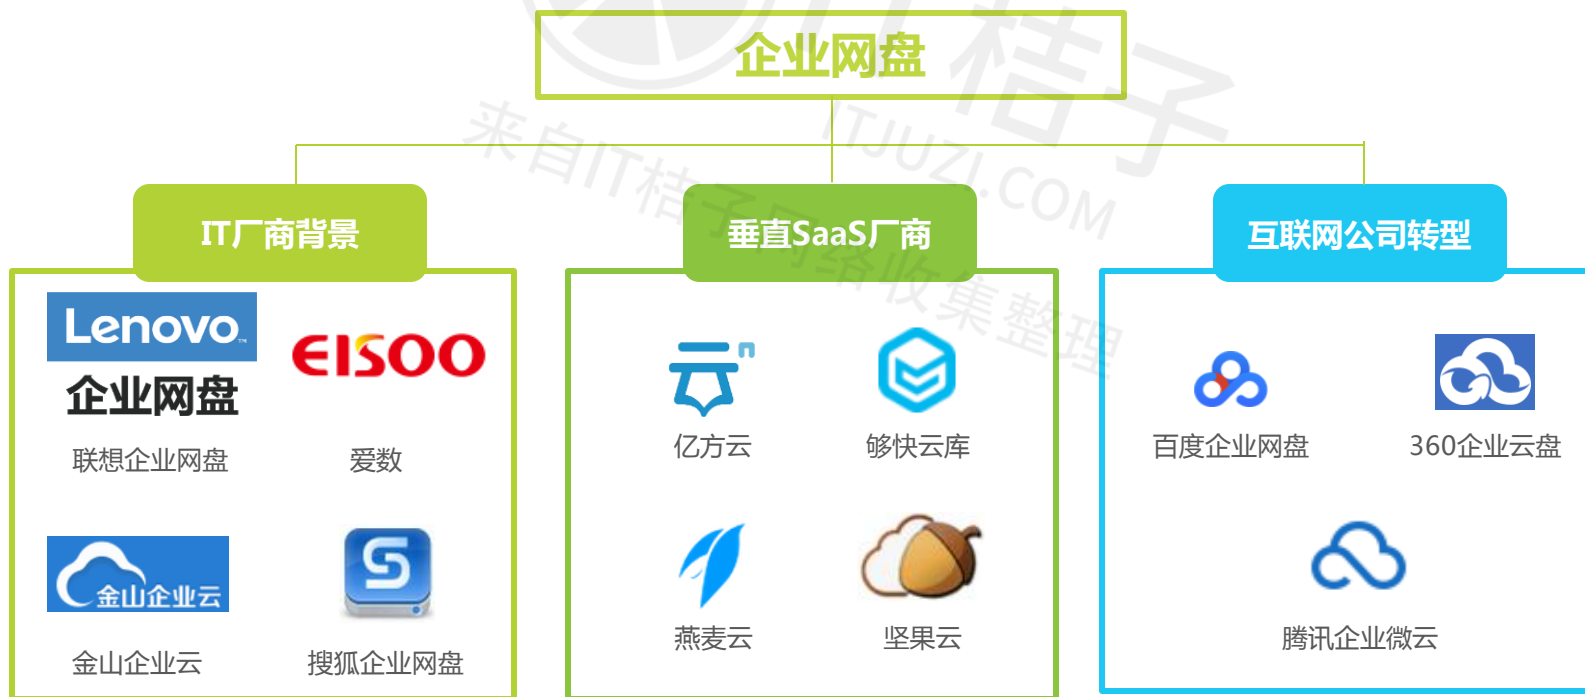 企业网盘
IT桔子
ITJUZI.COM
来自IT桔子网络收集整理
IT厂商背景
垂直SaaS厂商
互联网公司转型
Lenovo™
企业网盘
EISOO
联想企业网盘
爱数
金山企业云
金山企业云
搜狐企业网盘
亿方云
够快云库
燕麦云
坚果云
百度企业网盘
360企业云盘
腾讯企业微云